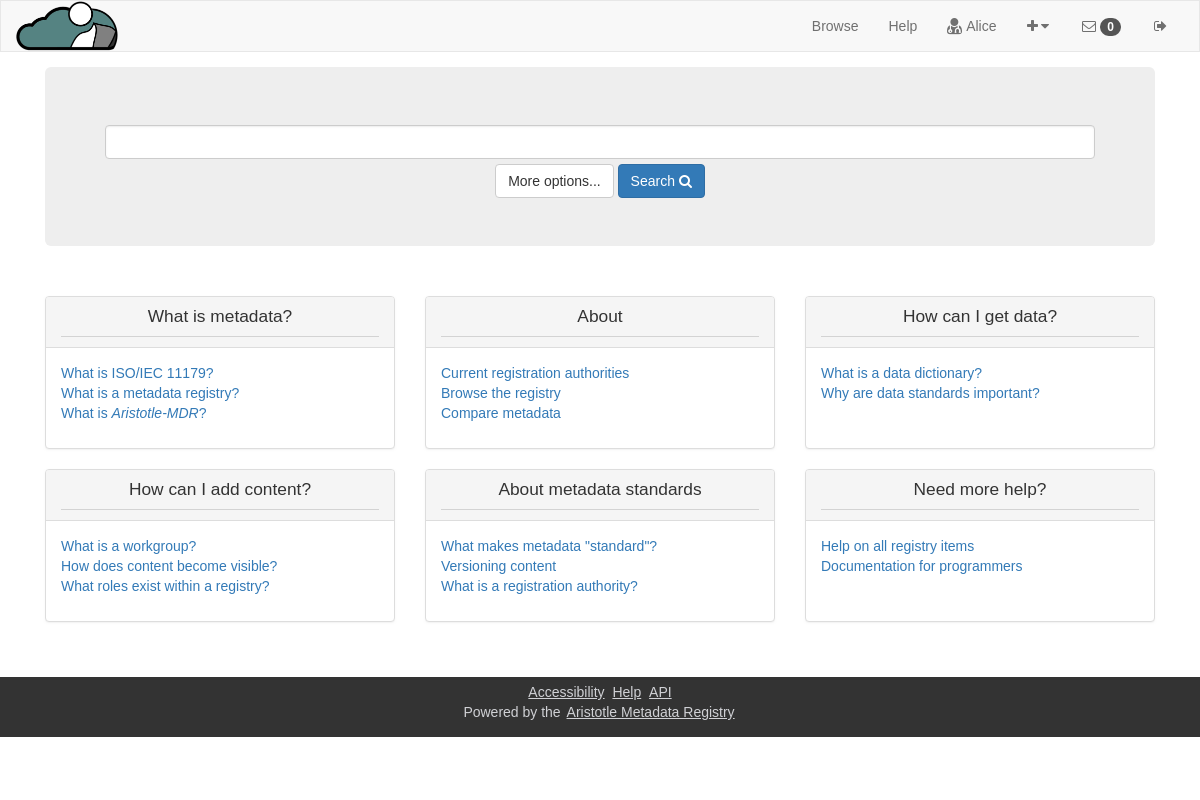 Browse Help Alice 0
More options... Search
What is metadata?
What is ISO/IEC 11179?
What is a metadata registry?
What is Aristotle-MDR?
About
Current registration authorities
Browse the registry
Compare metadata
How can I get data?
What is a data dictionary?
Why are data standards important?
How can I add content?
What is a workgroup?
How does content become visible?
What roles exist within a registry?
About metadata standards
What makes metadata "standard"?
Versioning content
What is a registration authority?
Need more help?
Help on all registry items
Documentation for programmers
Accessibility Help API
Powered by the Aristotle Metadata Registry